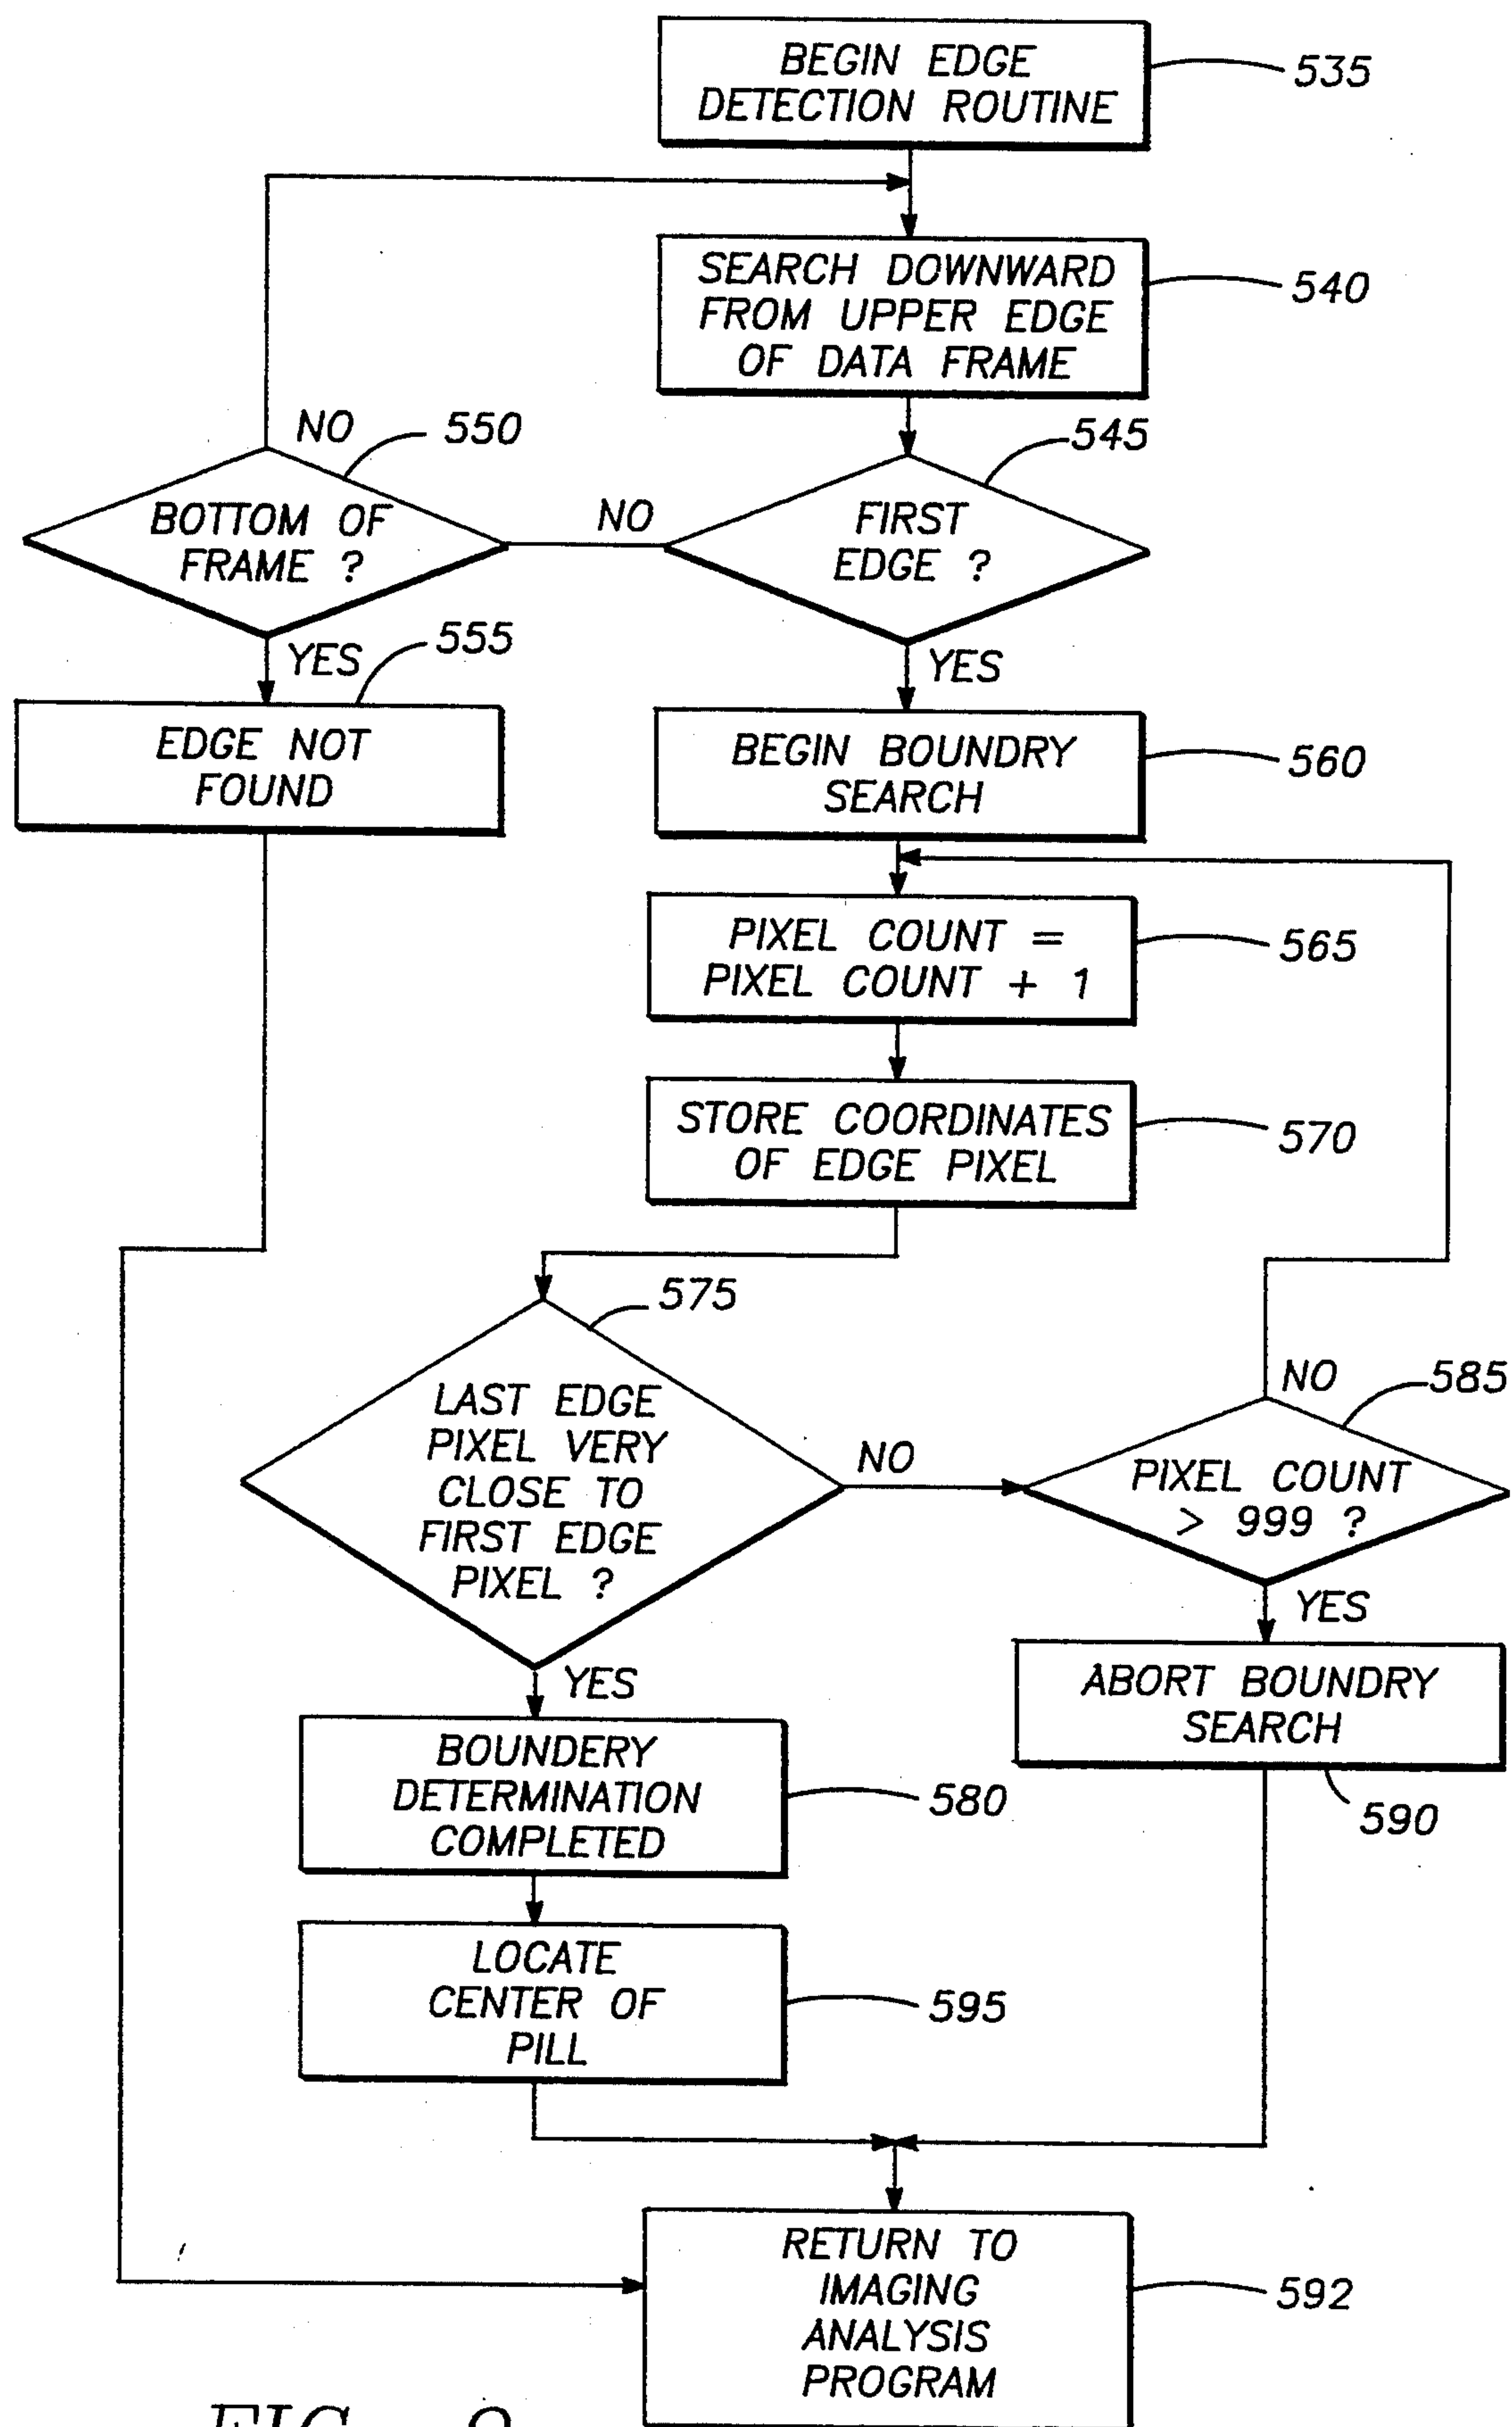 BEGIN EDGE
DETECTION ROUTINE
535
SEARCH DOWNWARD
FROM UPPER EDGE
OF DATA FRAME
540
NO
550
545
BOTTOM OF
FRAME ?
NO
FIRST
EDGE ?
YES
555
YES
EDGE NOT
FOUND
BEGIN BOUNDRY
SEARCH
560
PIXEL COUNT =
PIXEL COUNT + 1
565
STORE COORDINATES
OF EDGE PIXEL
570
575
LAST EDGE
PIXEL VERY
CLOSE TO
FIRST EDGE
PIXEL ?
NO
NO
585
PIXEL COUNT
> 999 ?
YES
YES
ABORT BOUNDRY
SEARCH
590
BOUNDERY
DETERMINATION
COMPLETED
580
LOCATE
CENTER OF
PILL
595
RETURN TO
IMAGING
ANALYSIS
PROGRAM
592
FIG.